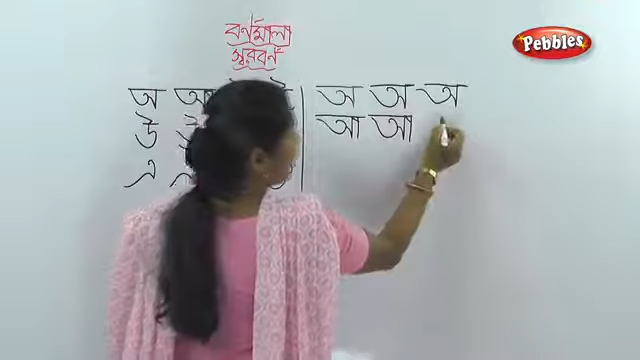 বর্ণমালা
স্বরবর্ণ
অ আ
উ
এ
অ অ অ
আ আ
Pebbles